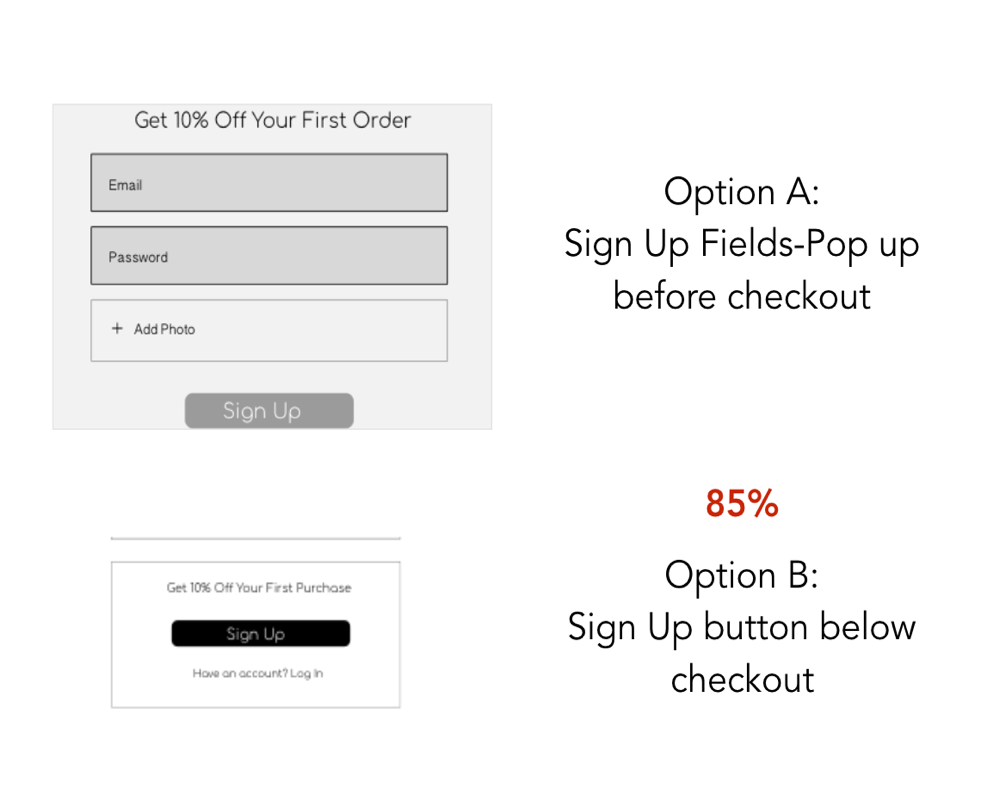 Get 10% Off Your First Order
Email
Password
+ Add Photo
Sign Up
Option A:
Sign Up Fields-Pop up
before checkout
Get 10% Off Your First Purchase
Sign Up
Have an account? Log In
85%
Option B:
Sign Up button below
checkout